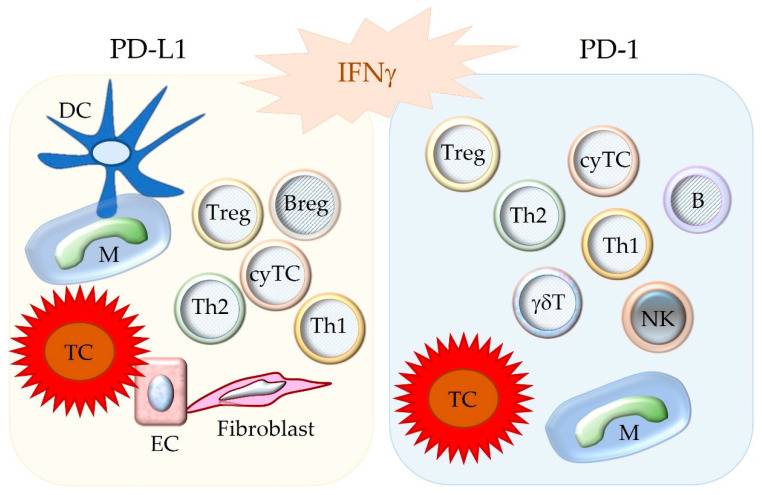 PD-L1
IFNγ
PD-1
DC
M
Treg
Breg
cyTC
Th2
Th1
TC
EC
Fibroblast
Treg
cyTC
B
Th2
Th1
γδT
NK
TC
M